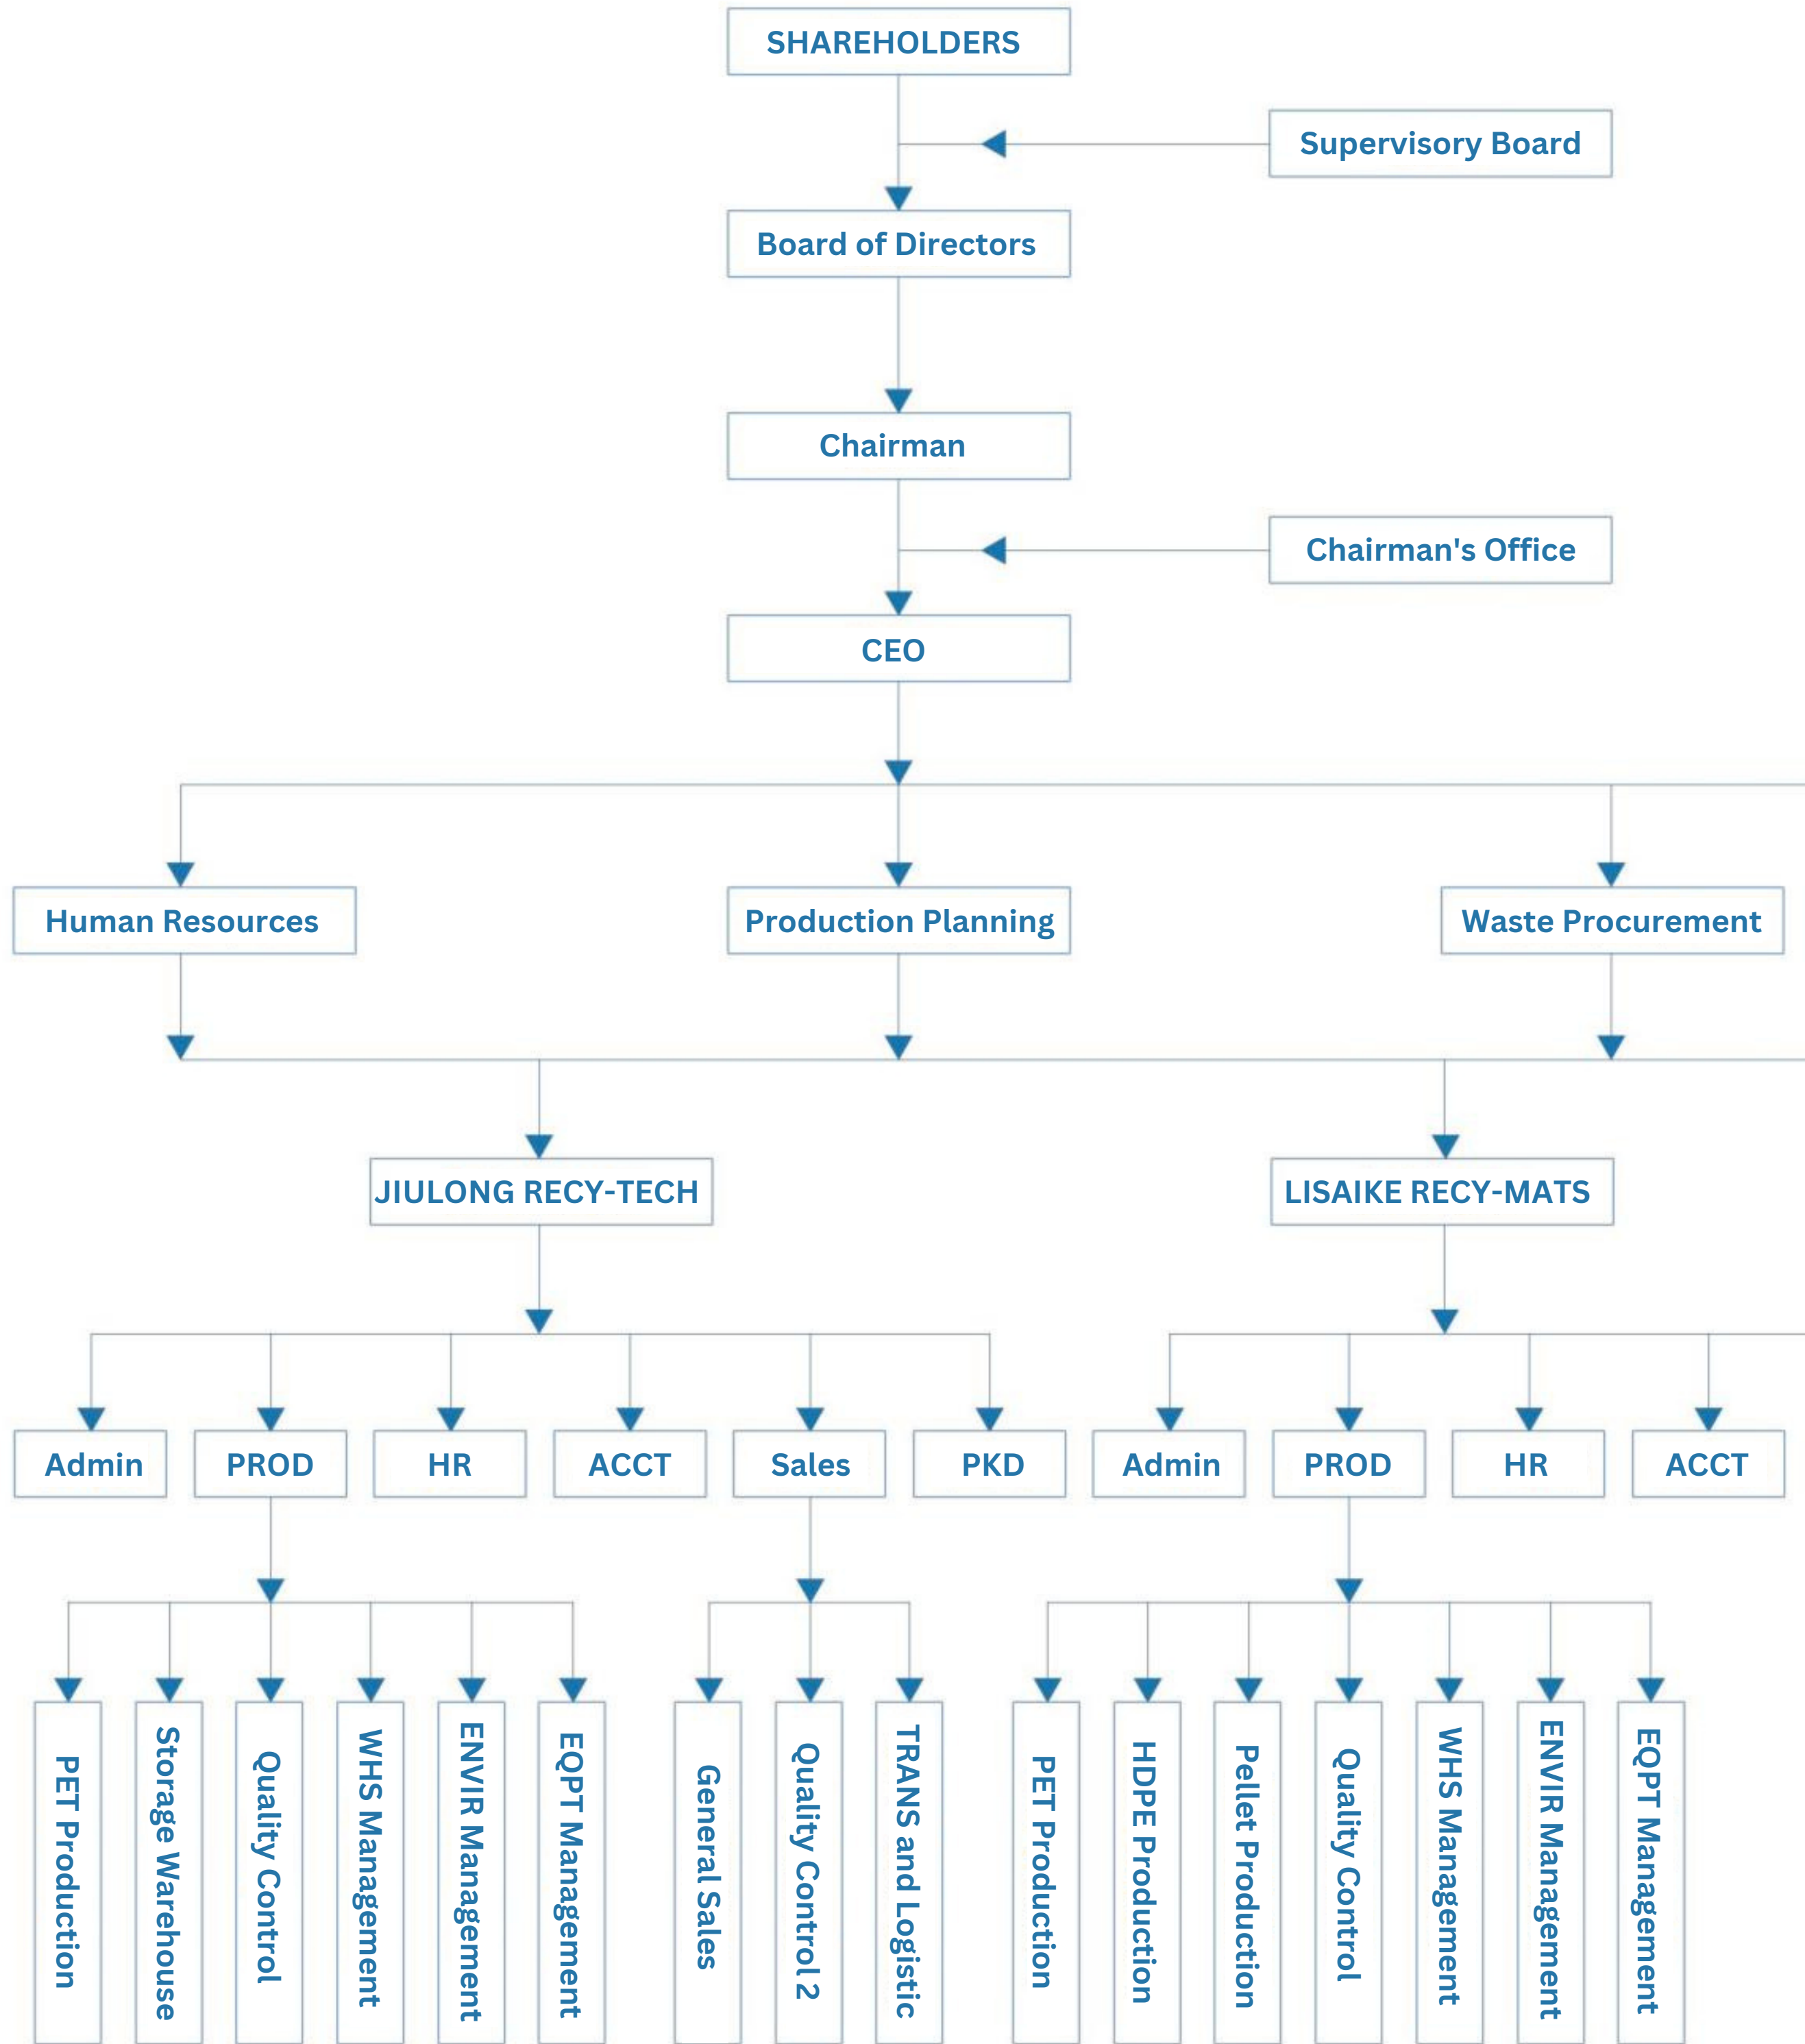 SHAREHOLDERS
Supervisory Board
Board of Directors
Chairman
Chairman's Office
CEO
Human Resources
Production Planning
Waste Procurement
JIULONG RECY-TECH
LISAIKE RECY-MATS
Admin
PROD
HR
ACCT
Sales
PKD
Admin
PROD
HR
ACCT
PET Production
Storage Warehouse
Quality Control
WHS Management
ENVIR Management
EQPT Management
General Sales
Quality Control 2
TRANS and Logistic
PET Production
HDPE Production
Pellet Production
Quality Control
WHS Management
ENVIR Management
EQPT Management